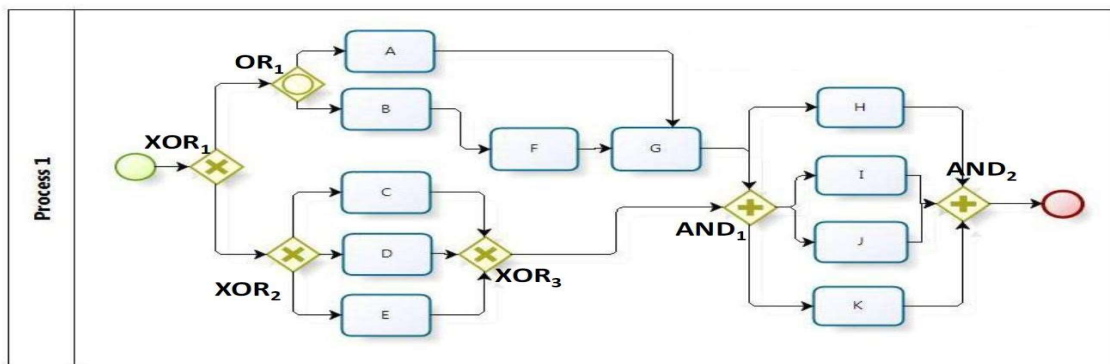 Process 1
XOR₁
OR₁
A
B
F
G
C
D
E
XOR₂
XOR₃
AND₁
H
I
J
K
AND₂